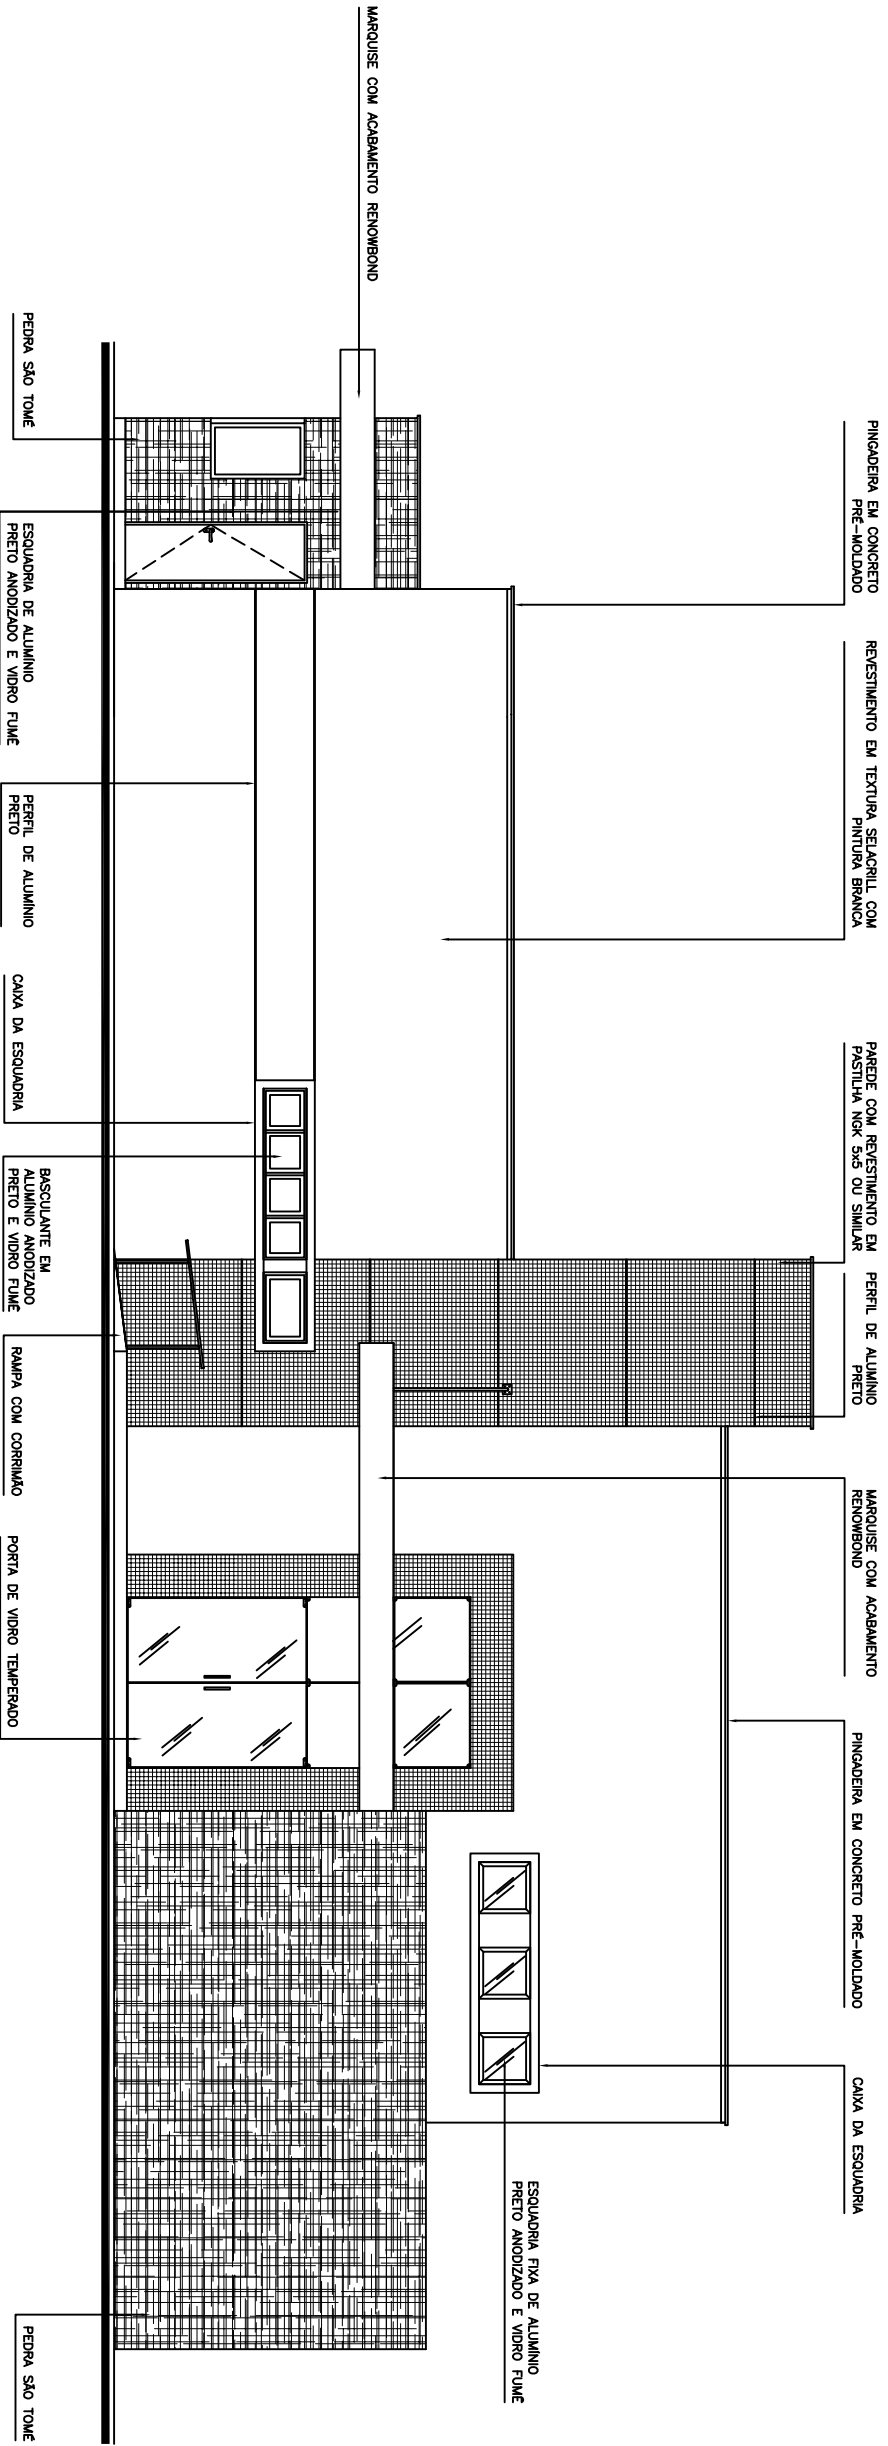 MARQUISE COM ACABAMENTO RENOWBOND
PINGADEIRA EM CONCRETO
PRÉ-MOLDADO
REVESTIMENTO EM TEXTURA SELACRILL COM
PINTURA BRANCA
PAREDE COM REVESTIMENTO EM
PASTILHA NGK 5x5 OU SIMILAR
PERFIL DE ALUMÍNIO
PRETO
MARQUISE COM ACABAMENTO
RENOWBOND
PINGADEIRA EM CONCRETO PRÉ-MOLDADO
CAIXA DA ESQUADRIA
ESQUADRIA FIXA DE ALUMÍNIO
PRETO ANODIZADO E VIDRO FUMÊ
PEDRA SÃO TOMÉ
ESQUADRIA DE ALUMÍNIO
PRETO ANODIZADO E VIDRO FUMÊ
PERFIL DE ALUMÍNIO
PRETO
CAIXA DA ESQUADRIA
BASCULANTE EM
ALUMÍNIO ANODIZADO
PRETO E VIDRO FUMÊ
RAMPA COM CORRIMÃO
PORTA DE VIDRO TEMPERADO
PEDRA SÃO TOMÉ